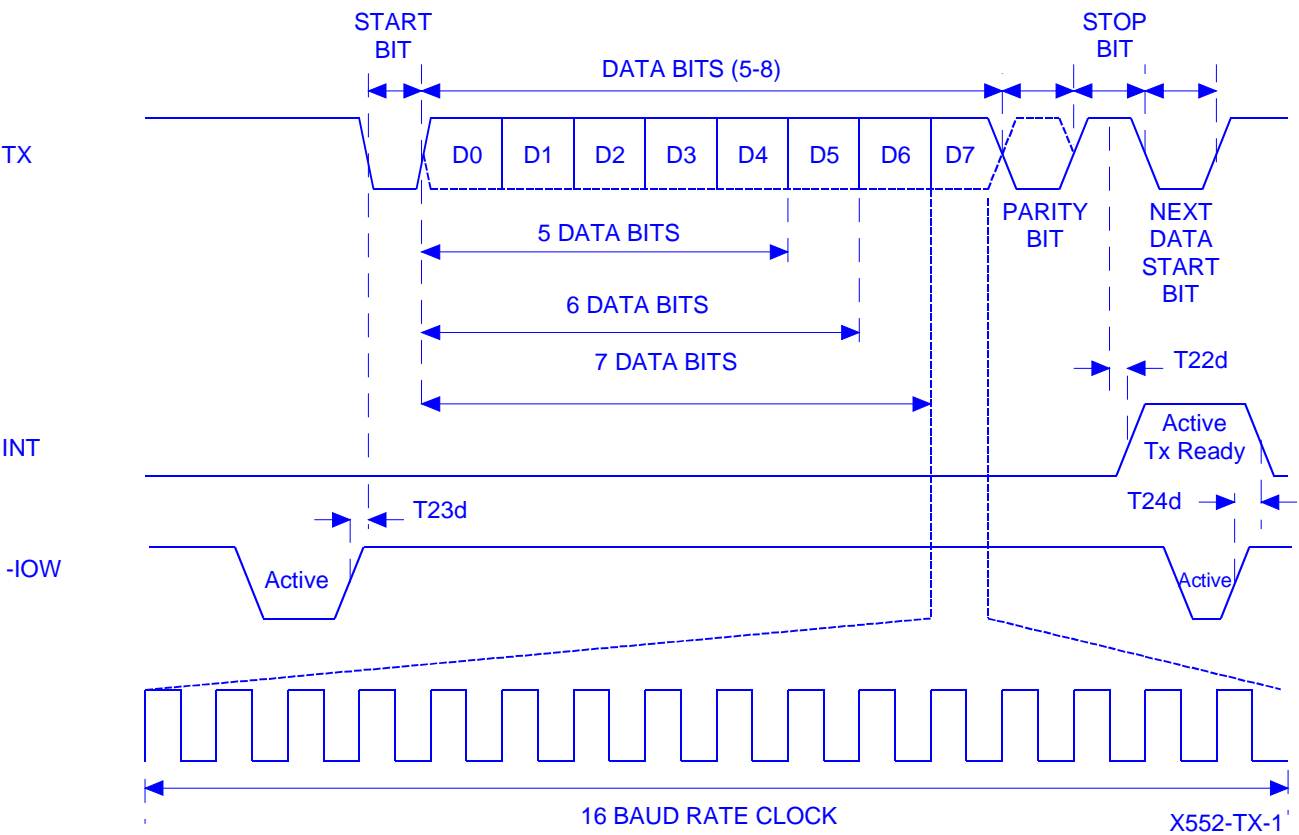 START
BIT
STOP
BIT
DATA BITS (5-8)
TX
D0 D1 D2 D3 D4 D5 D6 D7
PARITY
BIT
NEXT
DATA
START
BIT
5 DATA BITS
6 DATA BITS
7 DATA BITS
T22d
INT
Active
Tx Ready
T23d
T24d
-IOW
Active
Active
16 BAUD RATE CLOCK
X552-TX-1